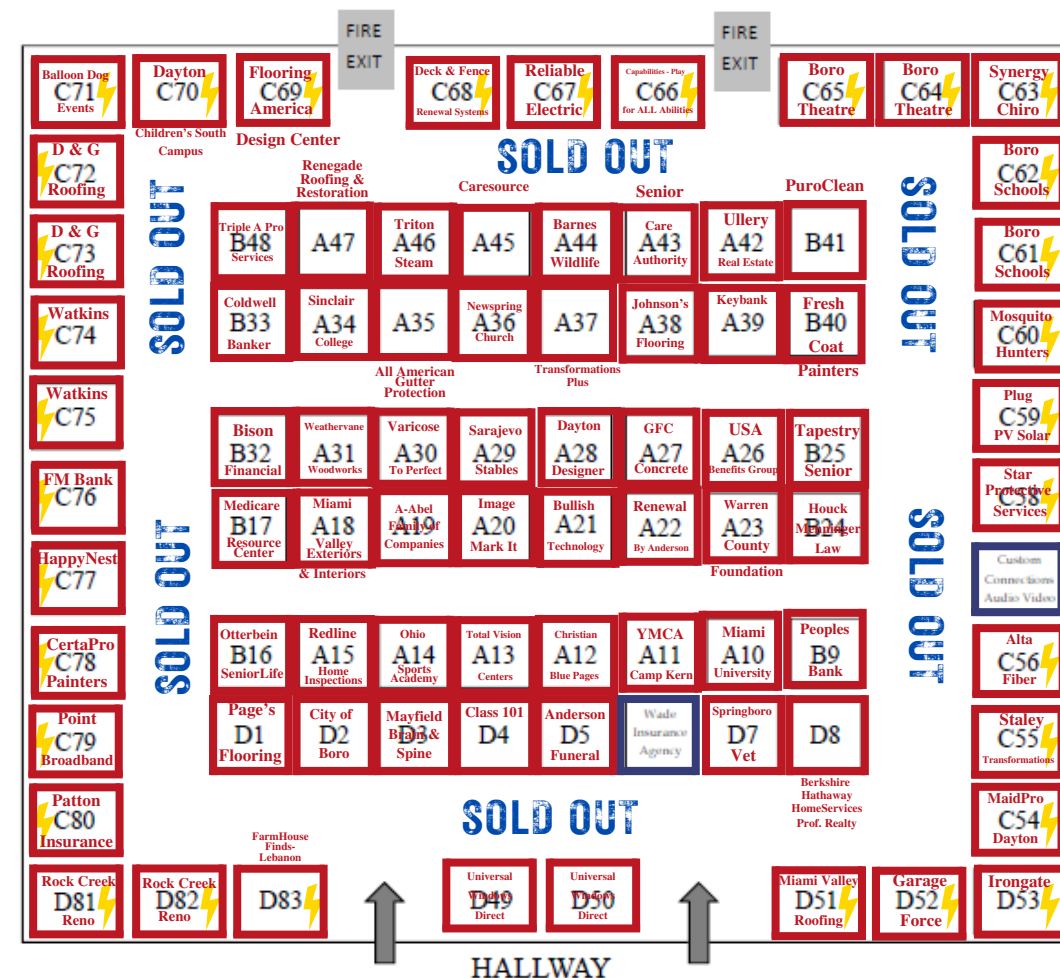 FIRE
EXIT
FIRE
EXIT
Balloon Dog
C71
Events
Dayton
C70
Children's South
Campus
Flooring
C69
America
Design Center
Deck & Fence
C68
Renewal Systems
Reliable
C67
Electric
Capabilities - Play
C66
for ALL Abilities
Boro
C65
Theatre
Boro
C64
Theatre
Synergy
C63
Chiro
SOLD OUT
D & G
C72
Roofing
D & G
C73
Roofing
Watkins
C74
Watkins
C75
FM Bank
C76
HappyNest
C77
CertaPro
C78
Painters
Point
C79
Broadband
Patton
C80
Insurance
SOLD OUT
SOLD OUT
Triple A Pro
B48
Services
Renegade
Roofing &
Restoration
A47
Triton
A46
Steam
Caresource
A45
Barnes
A44
Wildlife
Senior
Care
A43
Authority
Ullery
A42
Real Estate
PuroClean
B41
Coldwell
B33
Banker
Sinclair
A34
College
A35
All American
Gutter
Protection
Newspring
A36
Church
A37
Transformations
Plus
Johnson's
A38
Flooring
Keybank
A39
Fresh
B40
Coat
Painters
Bison
B32
Financial
Weathervane
A31
Woodworks
Varicose
A30
To Perfect
Sarajevo
A29
Stables
Dayton
A28
Designer
GFC
A27
Concrete
USA
A26
Benefits Group
Tapestry
B25
Senior
Medicare
B17
Resource
Center
Miami
A18
Valley
Exteriors
& Interiors
A-Abel
A19
Family of
Companies
Image
A20
Mark It
Bullish
A21
Technology
Renewal
A22
By Anderson
Warren
A23
County
Foundation
Houck
B24
Menninger
Law
Otterbein
B16
SeniorLife
Redline
A15
Home
Inspections
Ohio
A14
Sports
Academy
Total Vision
A13
Centers
Christian
A12
Blue Pages
YMCA
A11
Camp Kern
Miami
A10
University
Peoples
B9
Bank
Page's
D1
Flooring
City of
D2
Boro
Mayfield
D3
Brain &
Spine
Class 101
D4
Anderson
D5
Funeral
Wade
Insurance
Agency
Springboro
D7
Vet
D8
Berkshire
Hathaway
HomeServices
Prof. Realty
SOLD OUT
SOLD OUT
Boro
C62
Schools
Boro
C61
Schools
Mosquito
C60
Hunters
Plug
C59
PV Solar
Star
C58
Protective
Services
Custom
Connections
Audio Video
Alta
C56
Fiber
Staley
C55
Transformations
MaidPro
C54
Dayton
SOLD OUT
Rock Creek
D81
Reno
Rock Creek
D82
Reno
FarmHouse
Finds-
Lebanon
D83
Universal
D49
Windows
Direct
Universal
D50
Windows
Direct
Miami Valley
D51
Roofing
Garage
D52
Force
Irongate
D53
HALLWAY